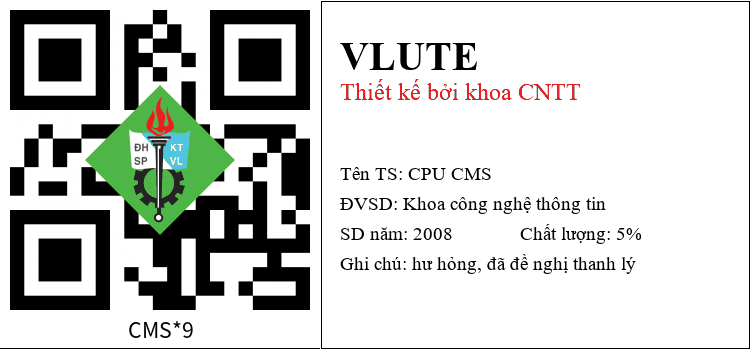 ĐH
KT
SP
VL
CMS*9
VLUTE
Thiết kế bởi khoa CNTT
Tên TS: CPU CMS
ĐVSD: Khoa công nghệ thông tin
SD năm: 2008 Chất lượng: 5%
Ghi chú: hư hỏng, đã đề nghị thanh lý